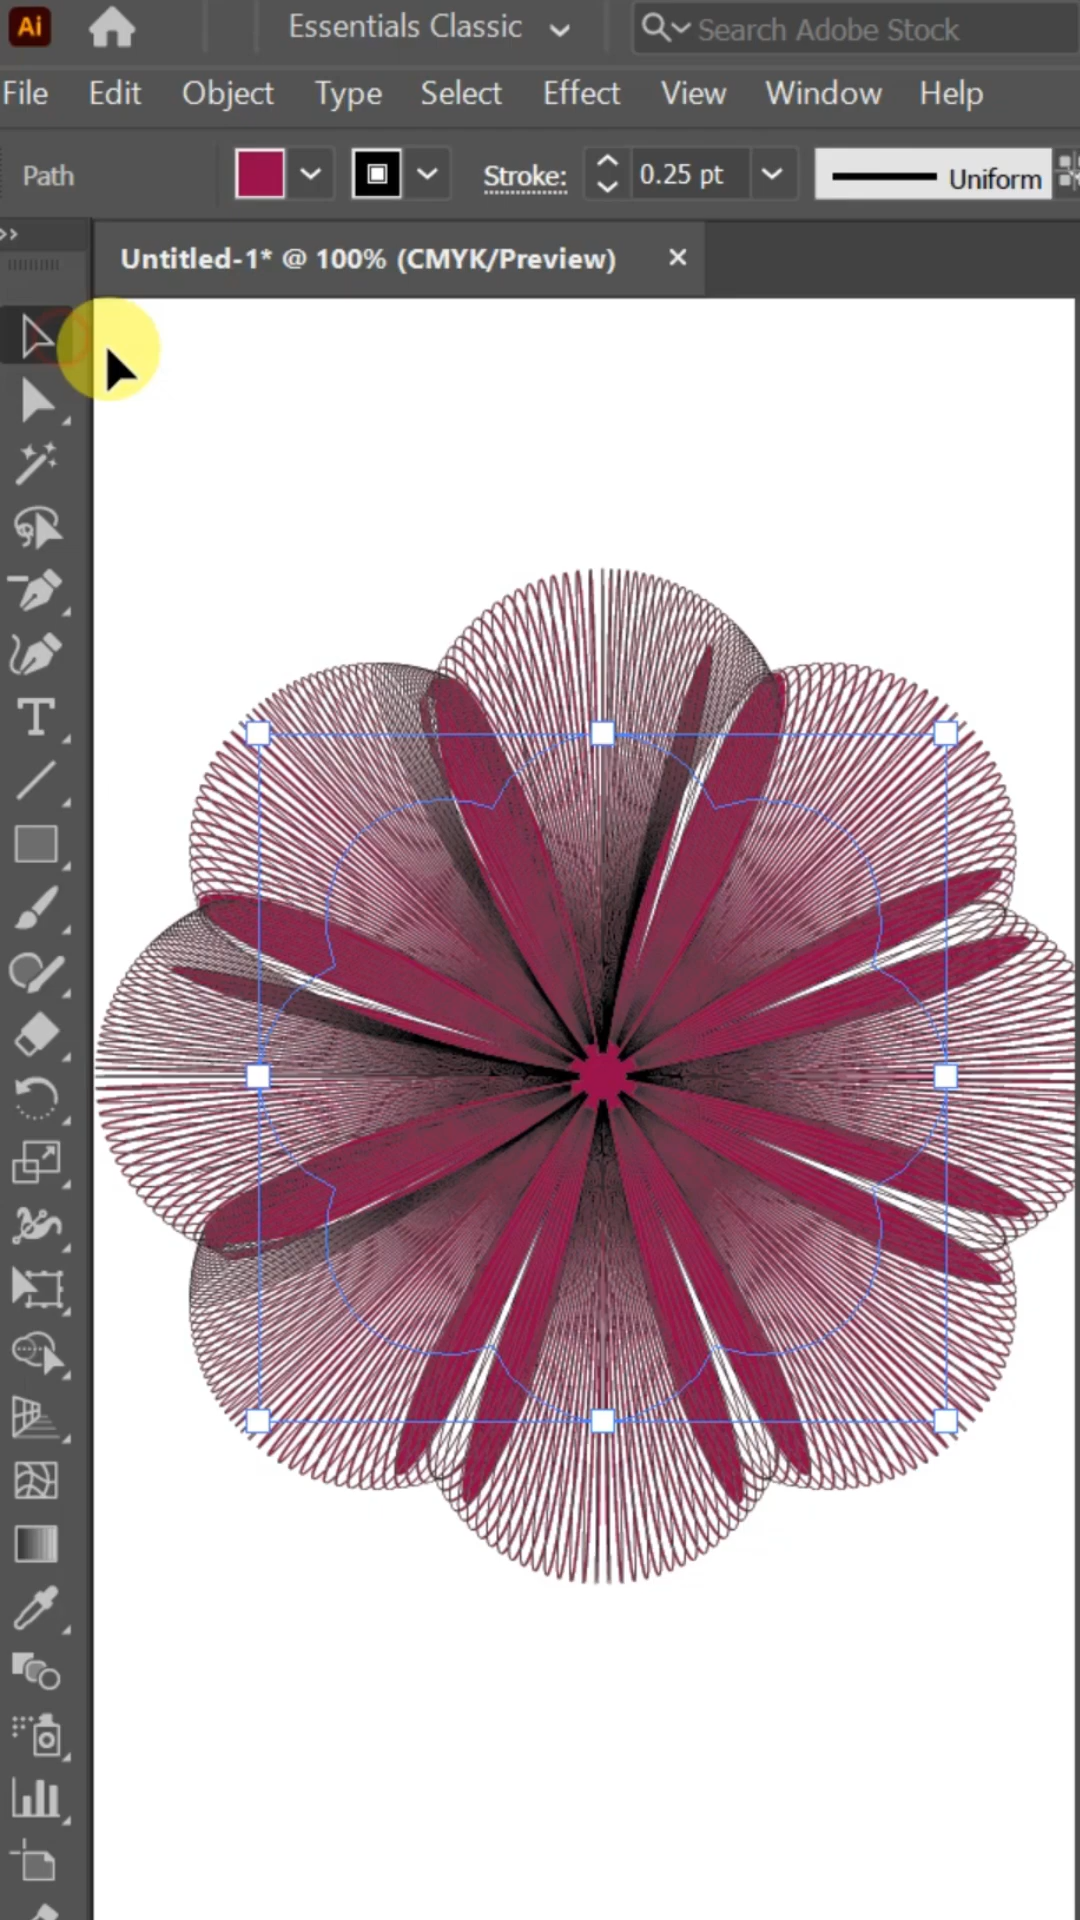 Ai
Essentials Classic
Search Adobe Stock
File Edit Object Type Select Effect View Window Help
Path
Stroke:
0.25 pt
Uniform
Untitled-1* @ 100% (CMYK/Preview) ×